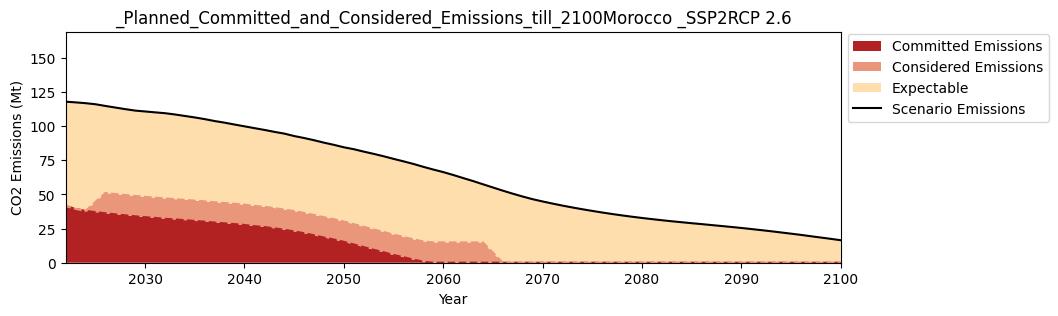 _Planned_Committed_and_Considered_Emissions_till_2100Morocco _SSP2RCP 2.6
CO2 Emissions (Mt)
150
125
100
75
50
25
0
2030 2040 2050 2060 2070 2080 2090 2100
Year
Committed Emissions
Considered Emissions
Expectable
Scenario Emissions